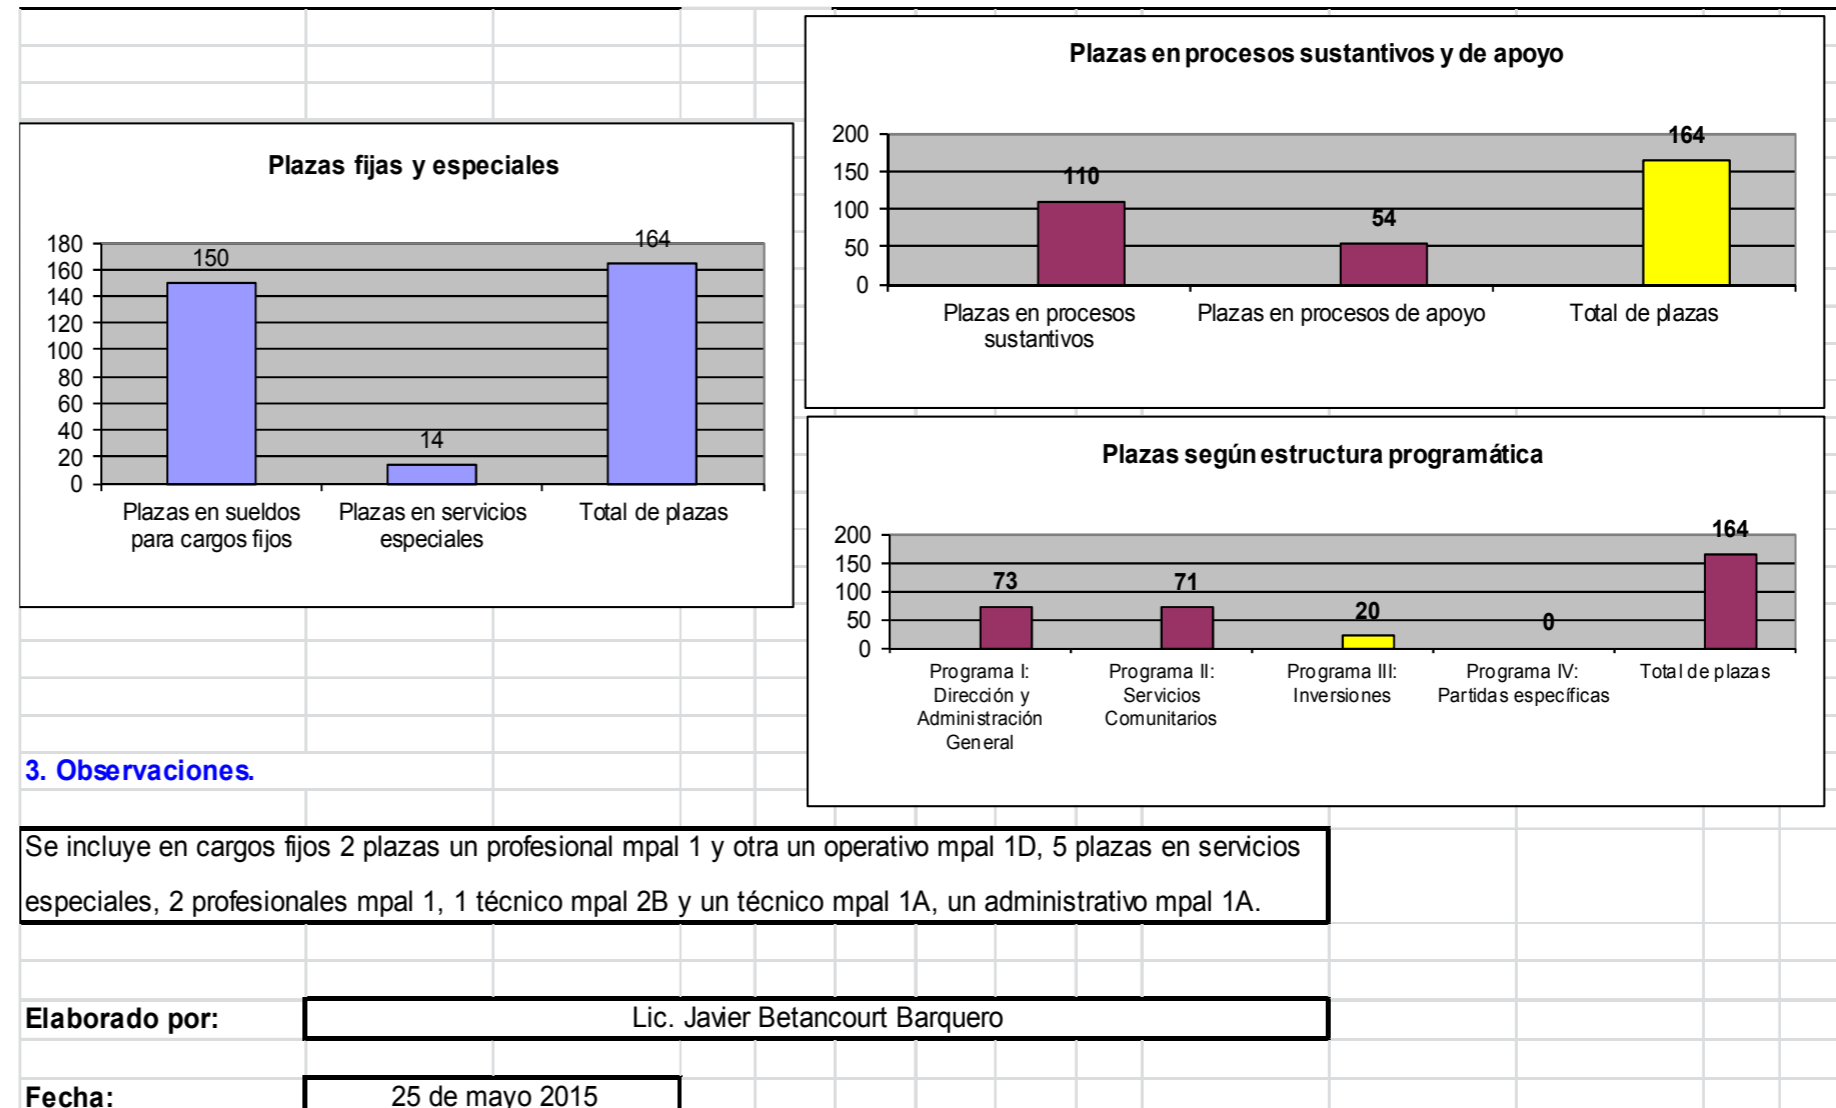 Plazas fijas y especiales
180
160
140
120
100
80
60
40
20
0
150
14
164
Plazas en sueldos
para cargos fijos
Plazas en servicios
especiales
Total de plazas
Plazas en procesos sustantivos y de apoyo
200
150
100
50
0
110
54
164
Plazas en procesos
sustantivos
Plazas en procesos de apoyo
Total de plazas
Plazas según estructura programática
200
150
100
50
0
73
71
20
0
164
Programa I:
Dirección y
Administración
General
Programa II:
Servicios
Comunitarios
Programa III:
Inversiones
Programa IV:
Partidas específicas
Total de plazas
3. Observaciones.
Se incluye en cargos fijos 2 plazas un profesional mpal 1 y otra un operativo mpal 1D, 5 plazas en servicios
especiales, 2 profesionales mpal 1, 1 técnico mpal 2B y un técnico mpal 1A, un administrativo mpal 1A.
Elaborado por:
Lic. Javier Betancourt Barquero
Fecha:
25 de mayo 2015